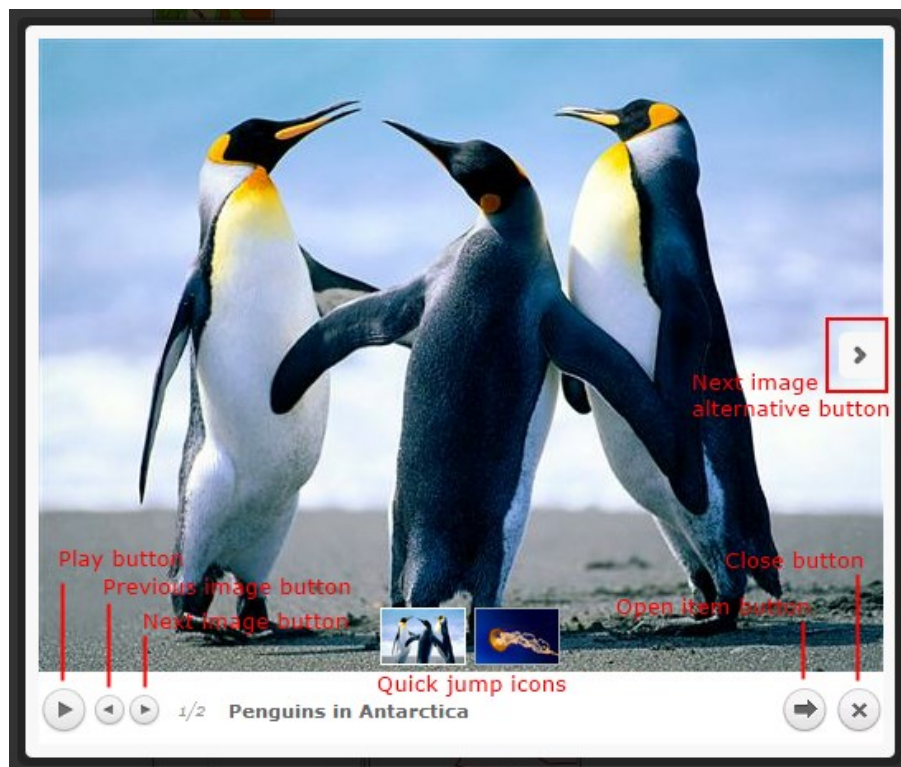 Next image
alternative button
Play button
Close button
Previous image button
Open item button
Next image button
Quick jump icons
1/2 Penguins in Antarctica